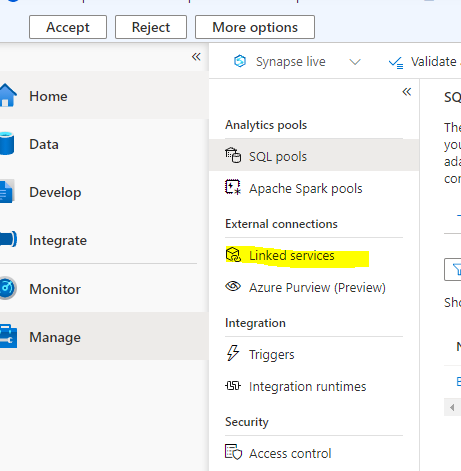 Accept
Reject
More options
Home
Data
Develop
Integrate
Monitor
Manage
Synapse live
Validate
Analytics pools
SQL pools
Apache Spark pools
External connections
Linked services
Azure Purview (Preview)
Integration
Triggers
Integration runtimes
Security
Access control
SQ
The
you
ada
con
Sho